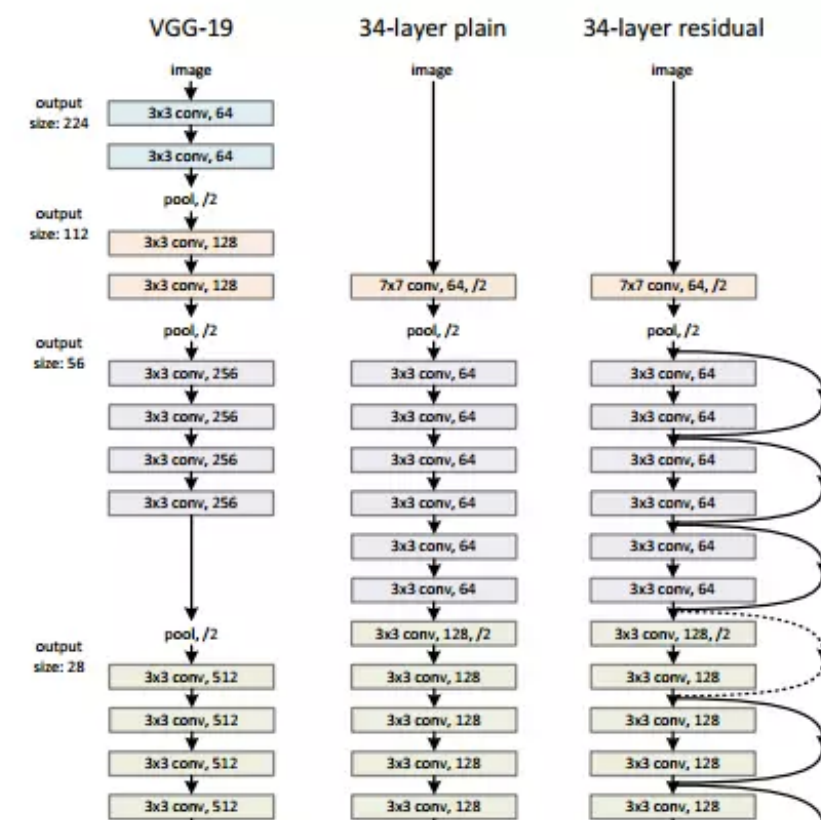 VGG-19
34-layer plain
34-layer residual
image
image
image
output
size: 224
3x3 conv, 64
3x3 conv, 64
pool, /2
output
size: 112
3x3 conv, 128
3x3 conv, 128
7x7 conv, 64, /2
7x7 conv, 64, /2
pool, /2
pool, /2
pool, /2
output
size: 56
3x3 conv, 256
3x3 conv, 64
3x3 conv, 64
3x3 conv, 256
3x3 conv, 64
3x3 conv, 64
3x3 conv, 256
3x3 conv, 64
3x3 conv, 64
3x3 conv, 256
3x3 conv, 64
3x3 conv, 64
3x3 conv, 64
3x3 conv, 64
3x3 conv, 64
3x3 conv, 64
pool, /2
3x3 conv, 128, /2
3x3 conv, 128, /2
output
size: 28
3x3 conv, 512
3x3 conv, 128
3x3 conv, 128
3x3 conv, 512
3x3 conv, 128
3x3 conv, 128
3x3 conv, 512
3x3 conv, 128
3x3 conv, 128
3x3 conv, 512
3x3 conv, 128
3x3 conv, 128